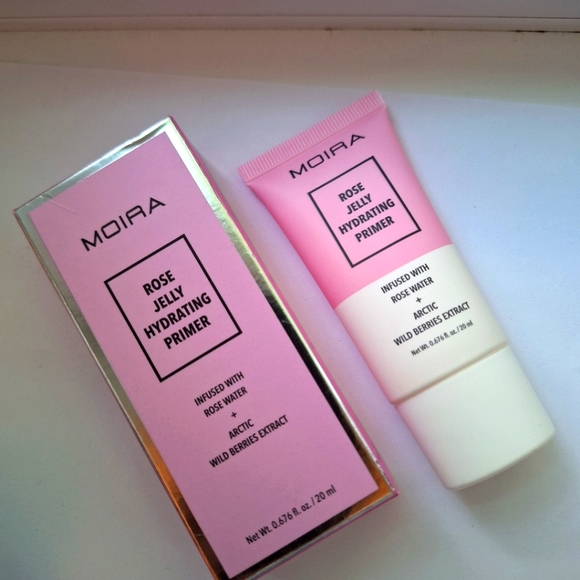 MOIRA
ROSE
JELLY
HYDRATING
PRIMER
INFUSED WITH
ROSE WATER
+
ARCTIC
WILD BERRIES EXTRACT
Net Wt. 0.676 fl. oz. / 20 ml
MOIRA
ROSE
JELLY
HYDRATING
PRIMER
INFUSED WITH
ROSE WATER
+
ARCTIC
WILD BERRIES EXTRACT
Net Wt. 0.676 fl. oz. / 20 ml